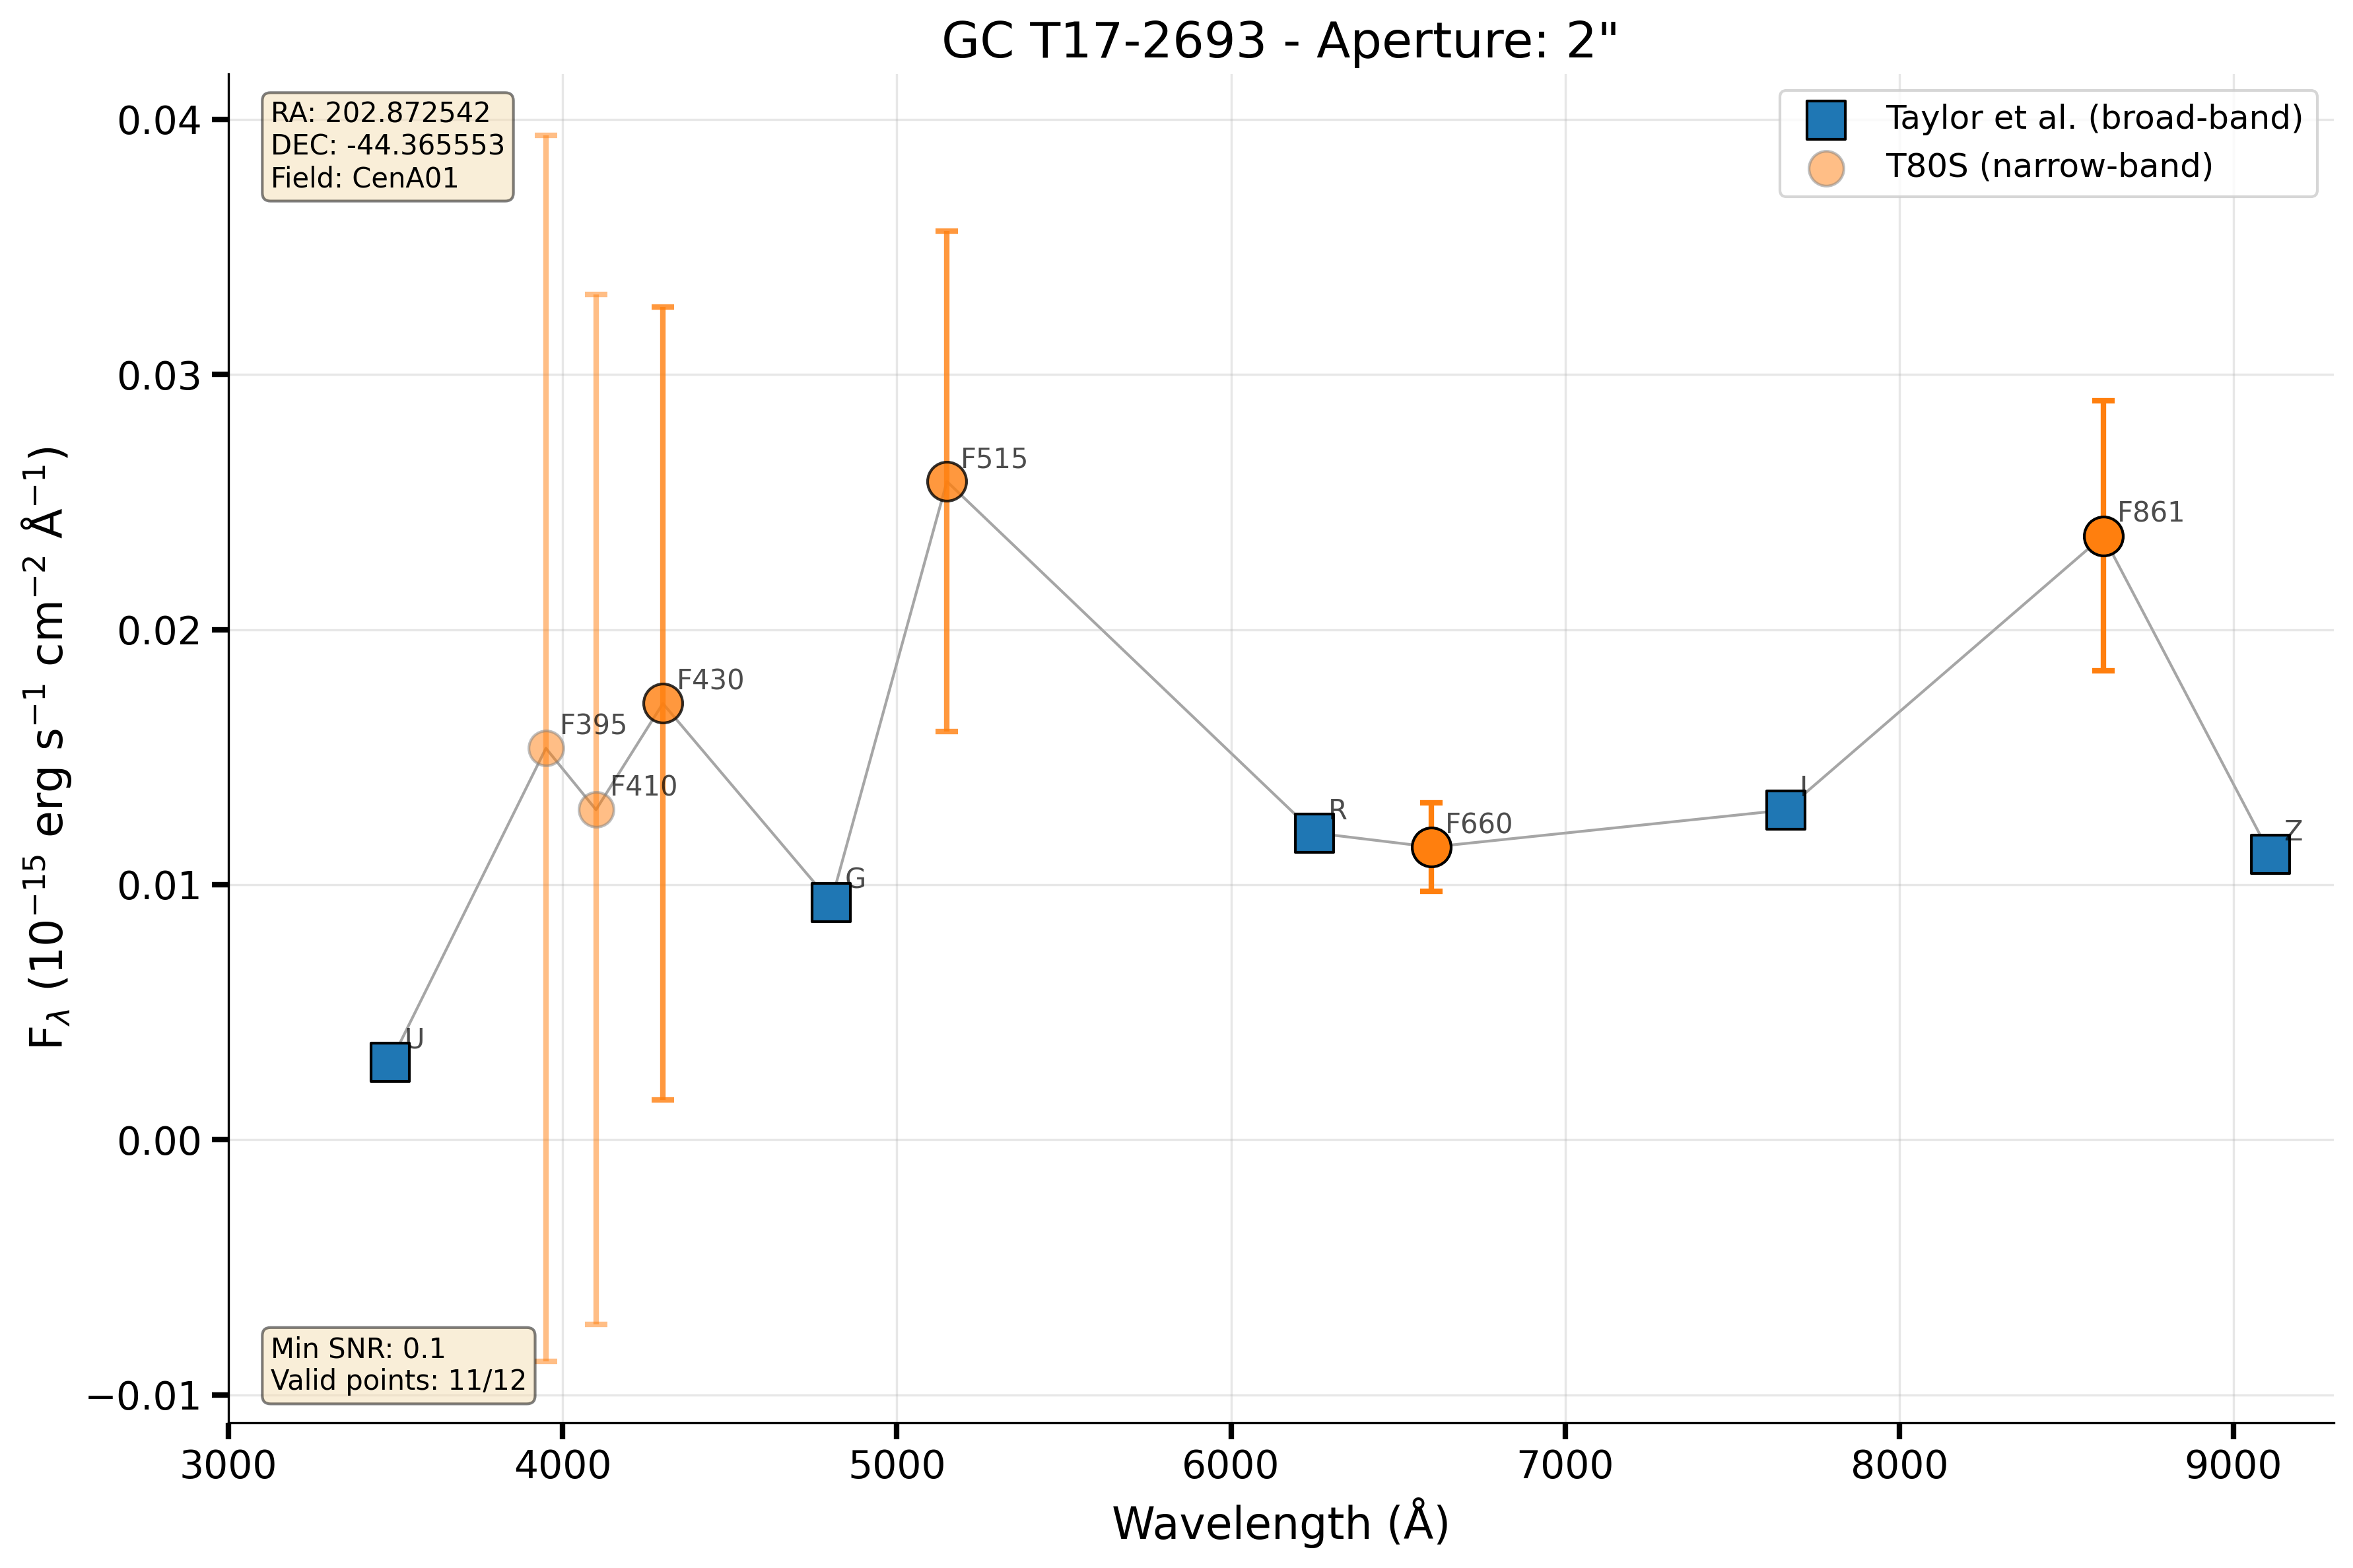 GC T17-2693 - Aperture: 2"
RA: 202.872542
DEC: -44.365553
Field: CenA01
Taylor et al. (broad-band)
T80S (narrow-band)
0.04
0.03
0.02
0.01
0.00
−0.01
F_λ (10^−15 erg s^−1 cm^−2 Å^−1)
U
F395
F410
F430
G
F515
R
F660
I
F861
Z
Min SNR: 0.1
Valid points: 11/12
3000 4000 5000 6000 7000 8000 9000
Wavelength (Å)